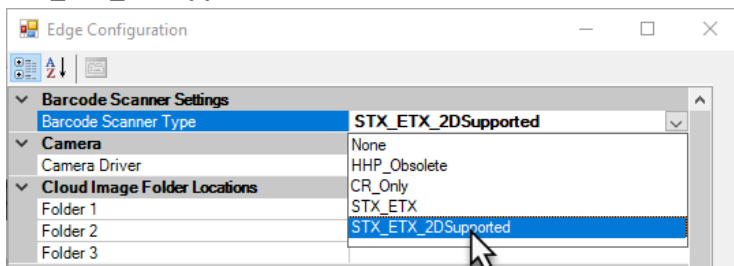 Edge Configuration
Barcode Scanner Settings
Barcode Scanner Type STX_ETX_2DSupported
Camera None
Camera Driver HHP_Obsolete
Cloud Image Folder Locations CR_Only
Folder 1 STX_ETX
Folder 2 STX_ETX_2DSupported
Folder 3